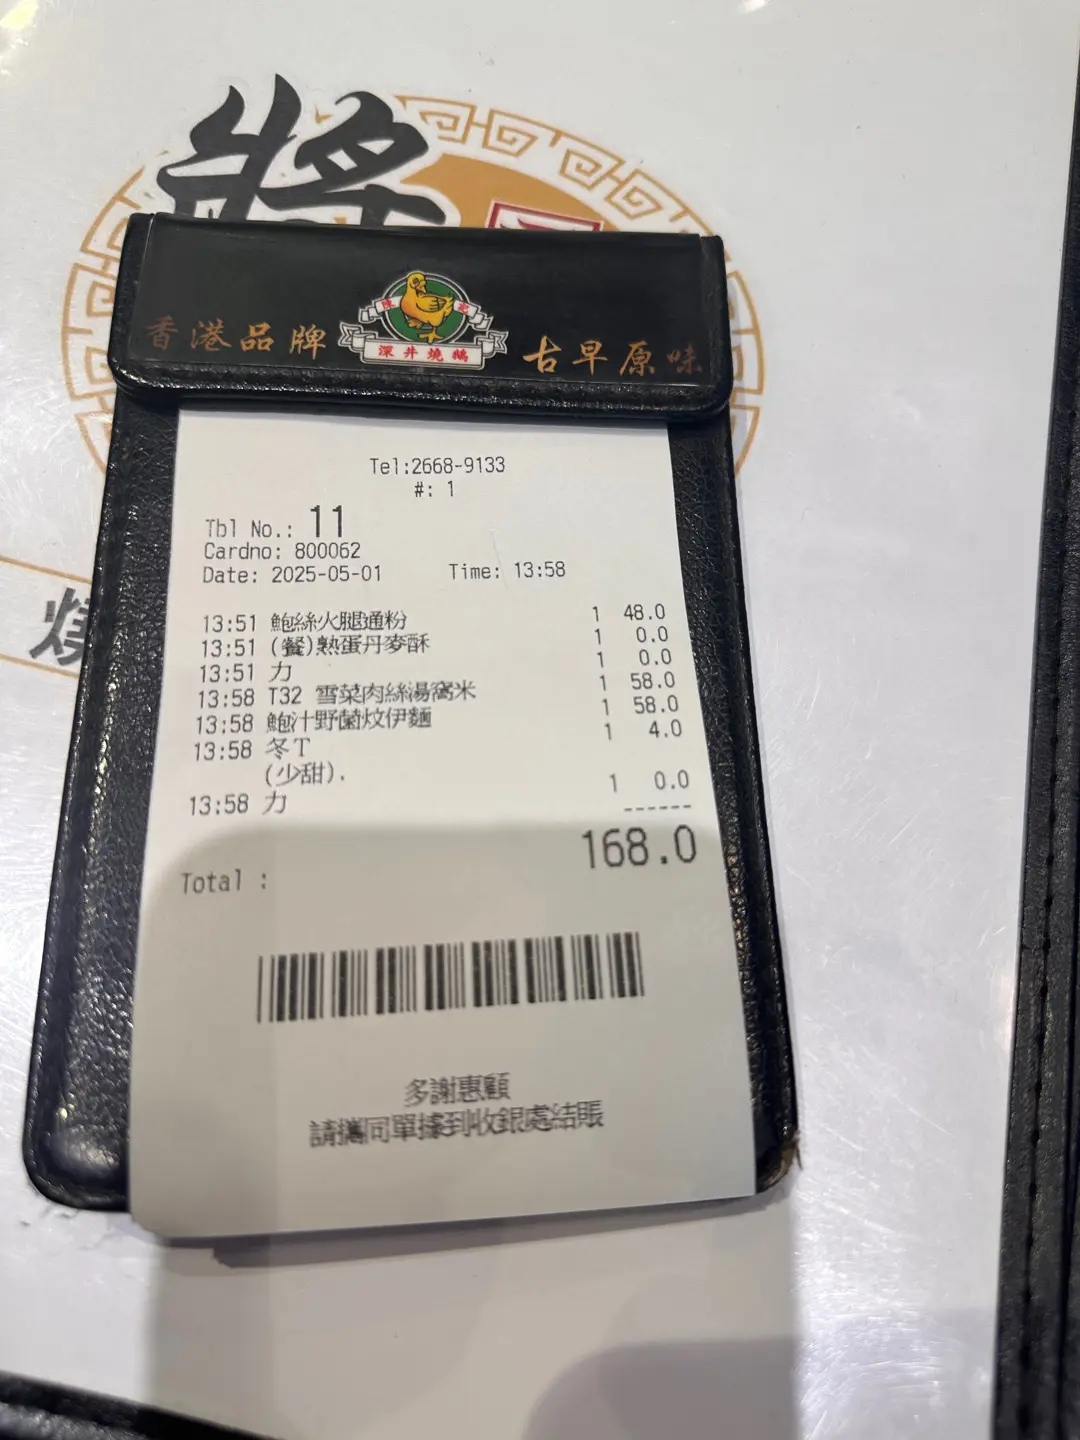 將
香港品牌
陳記
深井燒鵝
古早原味
Tel:2668-9133
#: 1
Tbl No.: 11
Cardno: 800062
Date: 2025-05-01 Time: 13:58
13:51 鮑絲火腿通粉 1 48.0
13:51 (餐)熟蛋丹麥酥 1 0.0
13:51 力 1 0.0
13:58 T32 雪菜肉絲湯窩米 1 58.0
13:58 鮑汁野菌炆伊麵 1 58.0
13:58 冬T 1 4.0
(少甜).
13:58 力 1 0.0
------
168.0
Total :
多謝惠顧
請攜同單據到收銀處結賬
燒